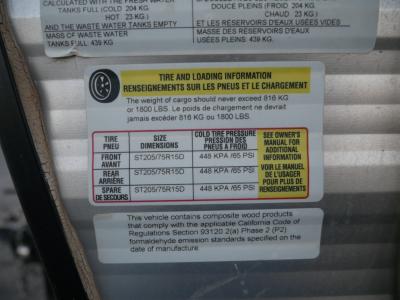 CALCULATED WITH THE FRESH WATER
TANKS FULL (COLD 204 KG.
HOT 23 KG.)
AND THE WASTE WATER TANKS EMPTY
MASS OF WASTE WATER
TANKS FULL: 439 KG
DOUCE PLEINS (FROID 204 KG.
CHAUD 23 KG.)
ET LES RÉSERVOIRS D'EAUX USÉES VIDES
MASSE D'EAU DANS LES RÉSERVOIRS D'EAUX
USÉES PLEINS: 439 KG.
TIRE AND LOADING INFORMATION
RENSEIGNEMENTS SUR LES PNEUS ET LE CHARGEMENT
The weight of cargo should never exceed 816 KG
or 1800 LBS. Le poids de chargement ne devrait
jamais excéder 816 KG ou 1800 LBS.
TIRE
PNEU
SIZE
DIMENSIONS
COLD TIRE PRESSURE
PRESSION DES
PNEUS A FROID
FRONT
AVANT
ST205/75R15D
448 KPA /65 PSI
REAR
ARRIÈRE
ST205/75R15D
448 KPA /65 PSI
SPARE
DE SECOURS
ST205/75R15D
448 KPA /65 PSI
SEE OWNER'S
MANUAL FOR
ADDITIONAL
INFORMATION
VOIR LE MANUEL
DE L'USAGER
POUR PLUS DE
RENSEIGNEMENTS
This vehicle contains composite wood products
that comply with the applicable California Code of
Regulations Section 93120 2(a) Phase 2 (P2)
formaldehyde emission standards specified on the
date of manufacture.